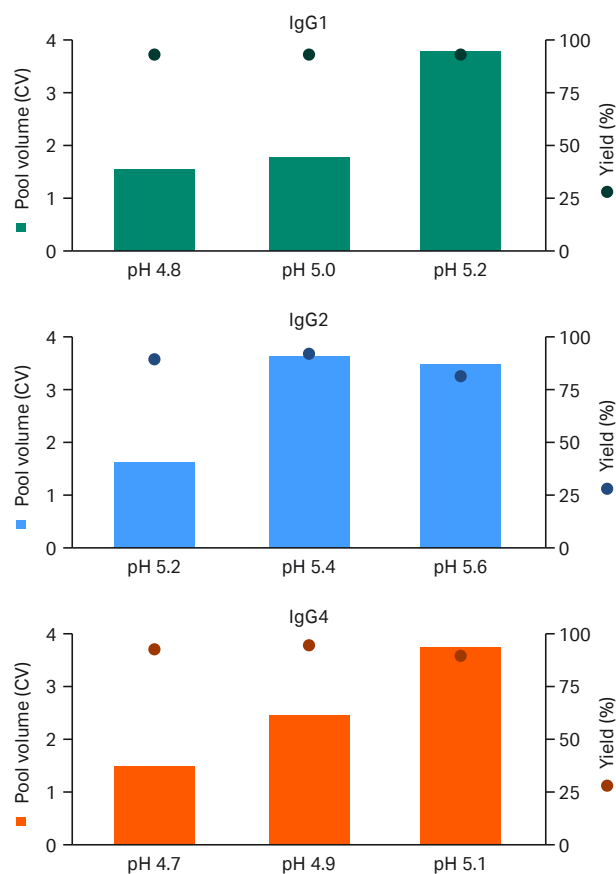 IgG1
Pool volume (CV)
4
3
2
1
0
100
75
50
25
0
Yield (%)
pH 4.8 pH 5.0 pH 5.2
IgG2
Pool volume (CV)
4
3
2
1
0
100
75
50
25
0
Yield (%)
pH 5.2 pH 5.4 pH 5.6
IgG4
Pool volume (CV)
4
3
2
1
0
100
75
50
25
0
Yield (%)
pH 4.7 pH 4.9 pH 5.1